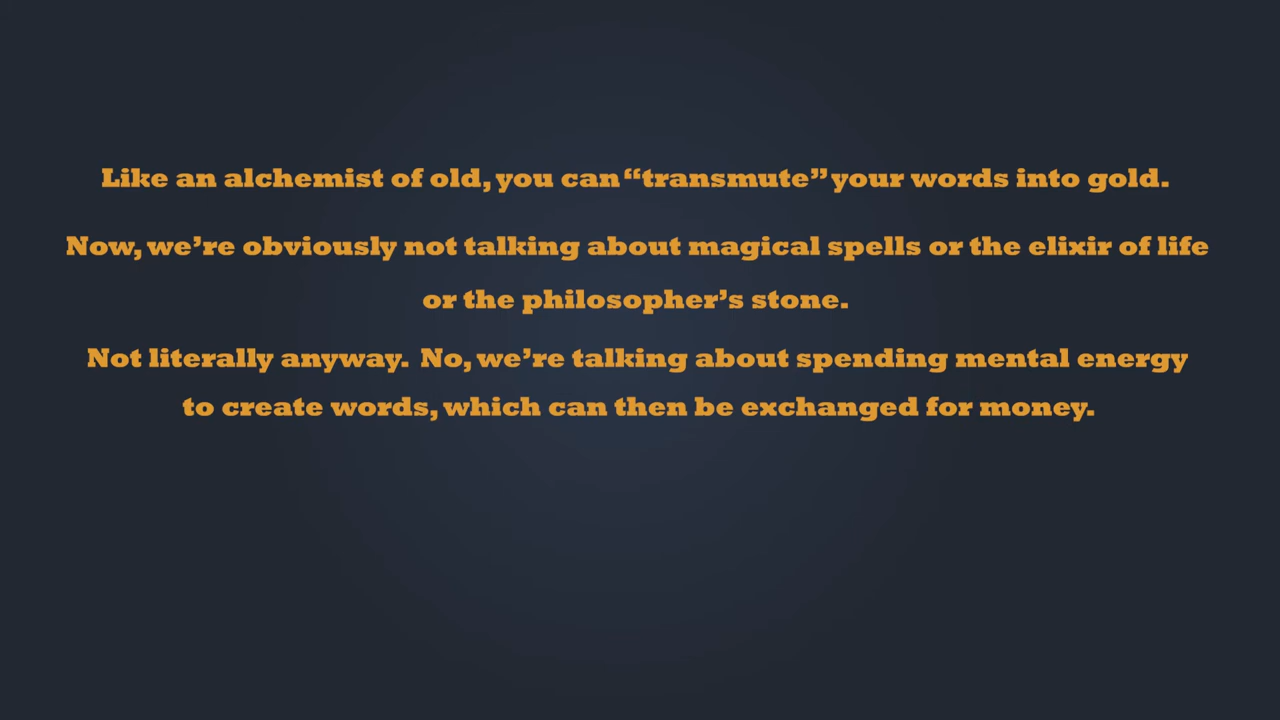 Like an alchemist of old, you can “transmute” your words into gold.
Now, we’re obviously not talking about magical spells or the elixir of life
or the philosopher’s stone.
Not literally anyway.  No, we’re talking about spending mental energy
to create words, which can then be exchanged for money.